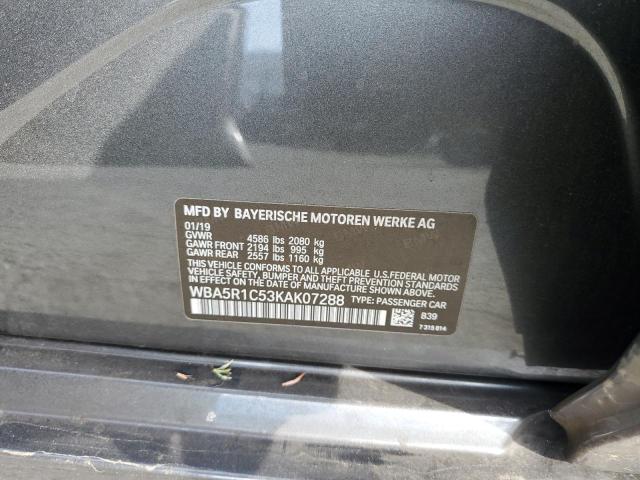 MFD BY BAYERISCHE MOTOREN WERKE AG
01/19
GVWR 4586 lbs 2080 kg
GAWR FRONT 2194 lbs 995 kg
GAWR REAR 2557 lbs 1160 kg
THIS VEHICLE CONFORMS TO ALL APPLICABLE U.S.FEDERAL MOTOR
VEHICLE SAFETY, BUMPER AND THEFT PREVENTION STANDARDS
IN EFFECT ON THE DATE OF MANUFACTURE SHOWN ABOVE.
WBA5R1C53KAK07288 TYPE: PASSENGER CAR
B39
7 315 814